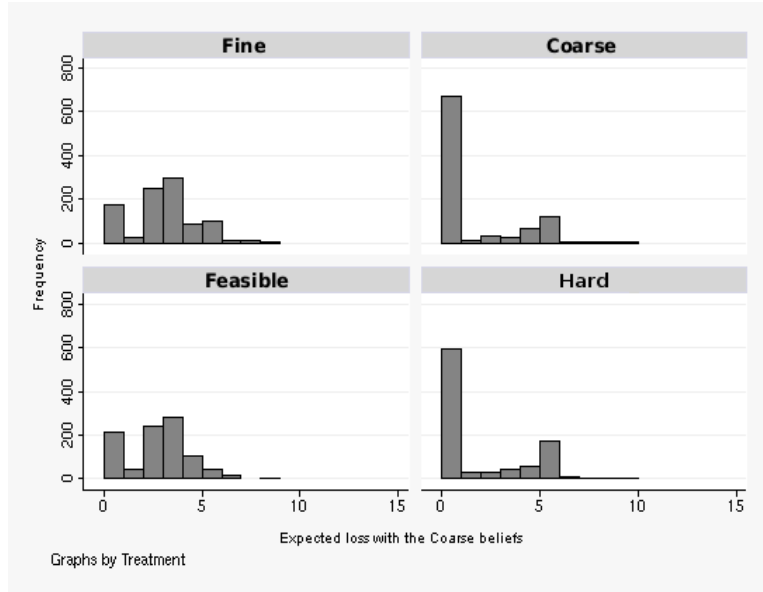 Fine
Coarse
800
600
400
200
0
Feasible
Hard
800
600
400
200
0
0
5
10
15
0
5
10
15
Frequency
Expected loss with the Coarse beliefs
Graphs by Treatment